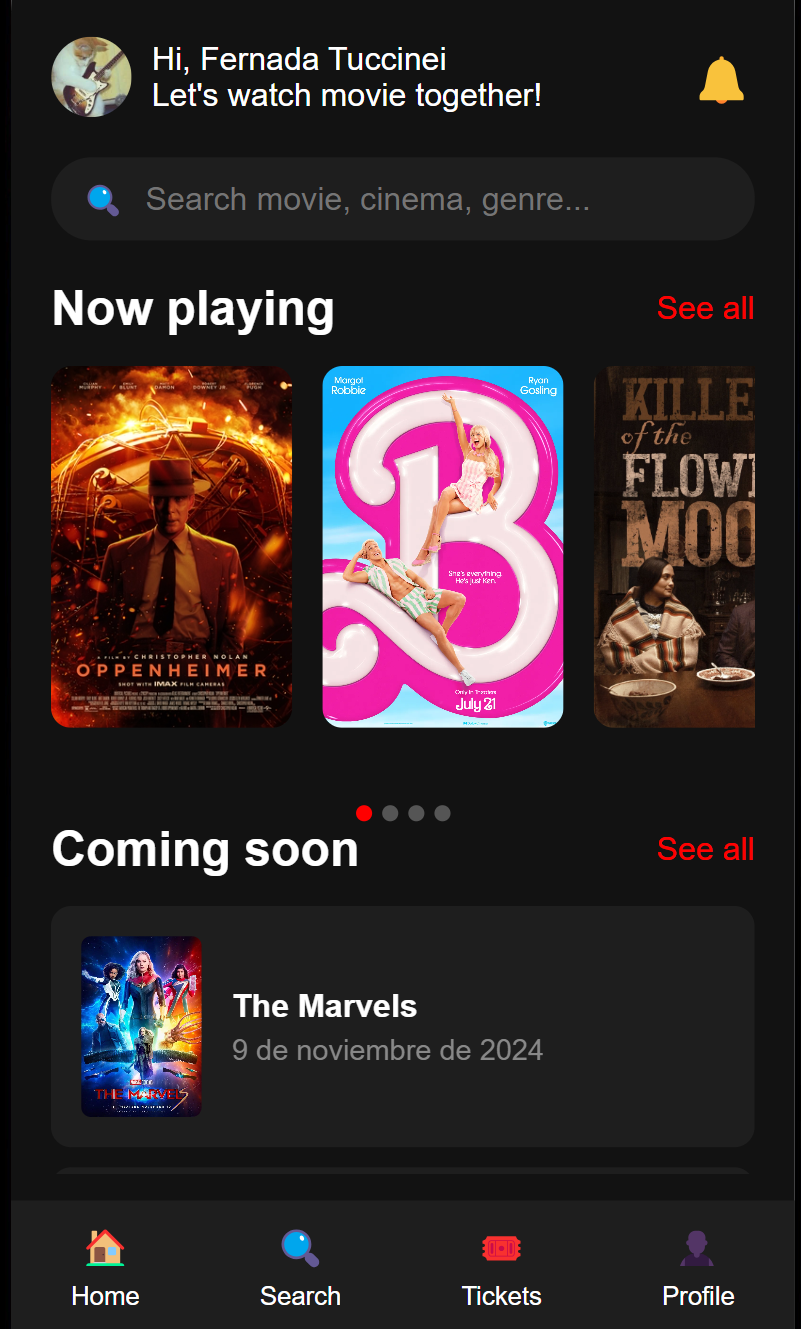 Hi, Fernada Tuccinei
Let's watch movie together!
Search movie, cinema, genre...
Now playing
See all
A FILM BY CHRISTOPHER NOLAN
OPPENHEIMER
SHOT WITH IMAX FILM CAMERAS
Margot
Robbie
Ryan
Gosling
She's everything.
He's just Ken.
Only In Theaters
July 21
KILLE
of the
FLOW
MOO
Coming soon
See all
THE MARVELS
The Marvels
9 de noviembre de 2024
Home
Search
Tickets
Profile